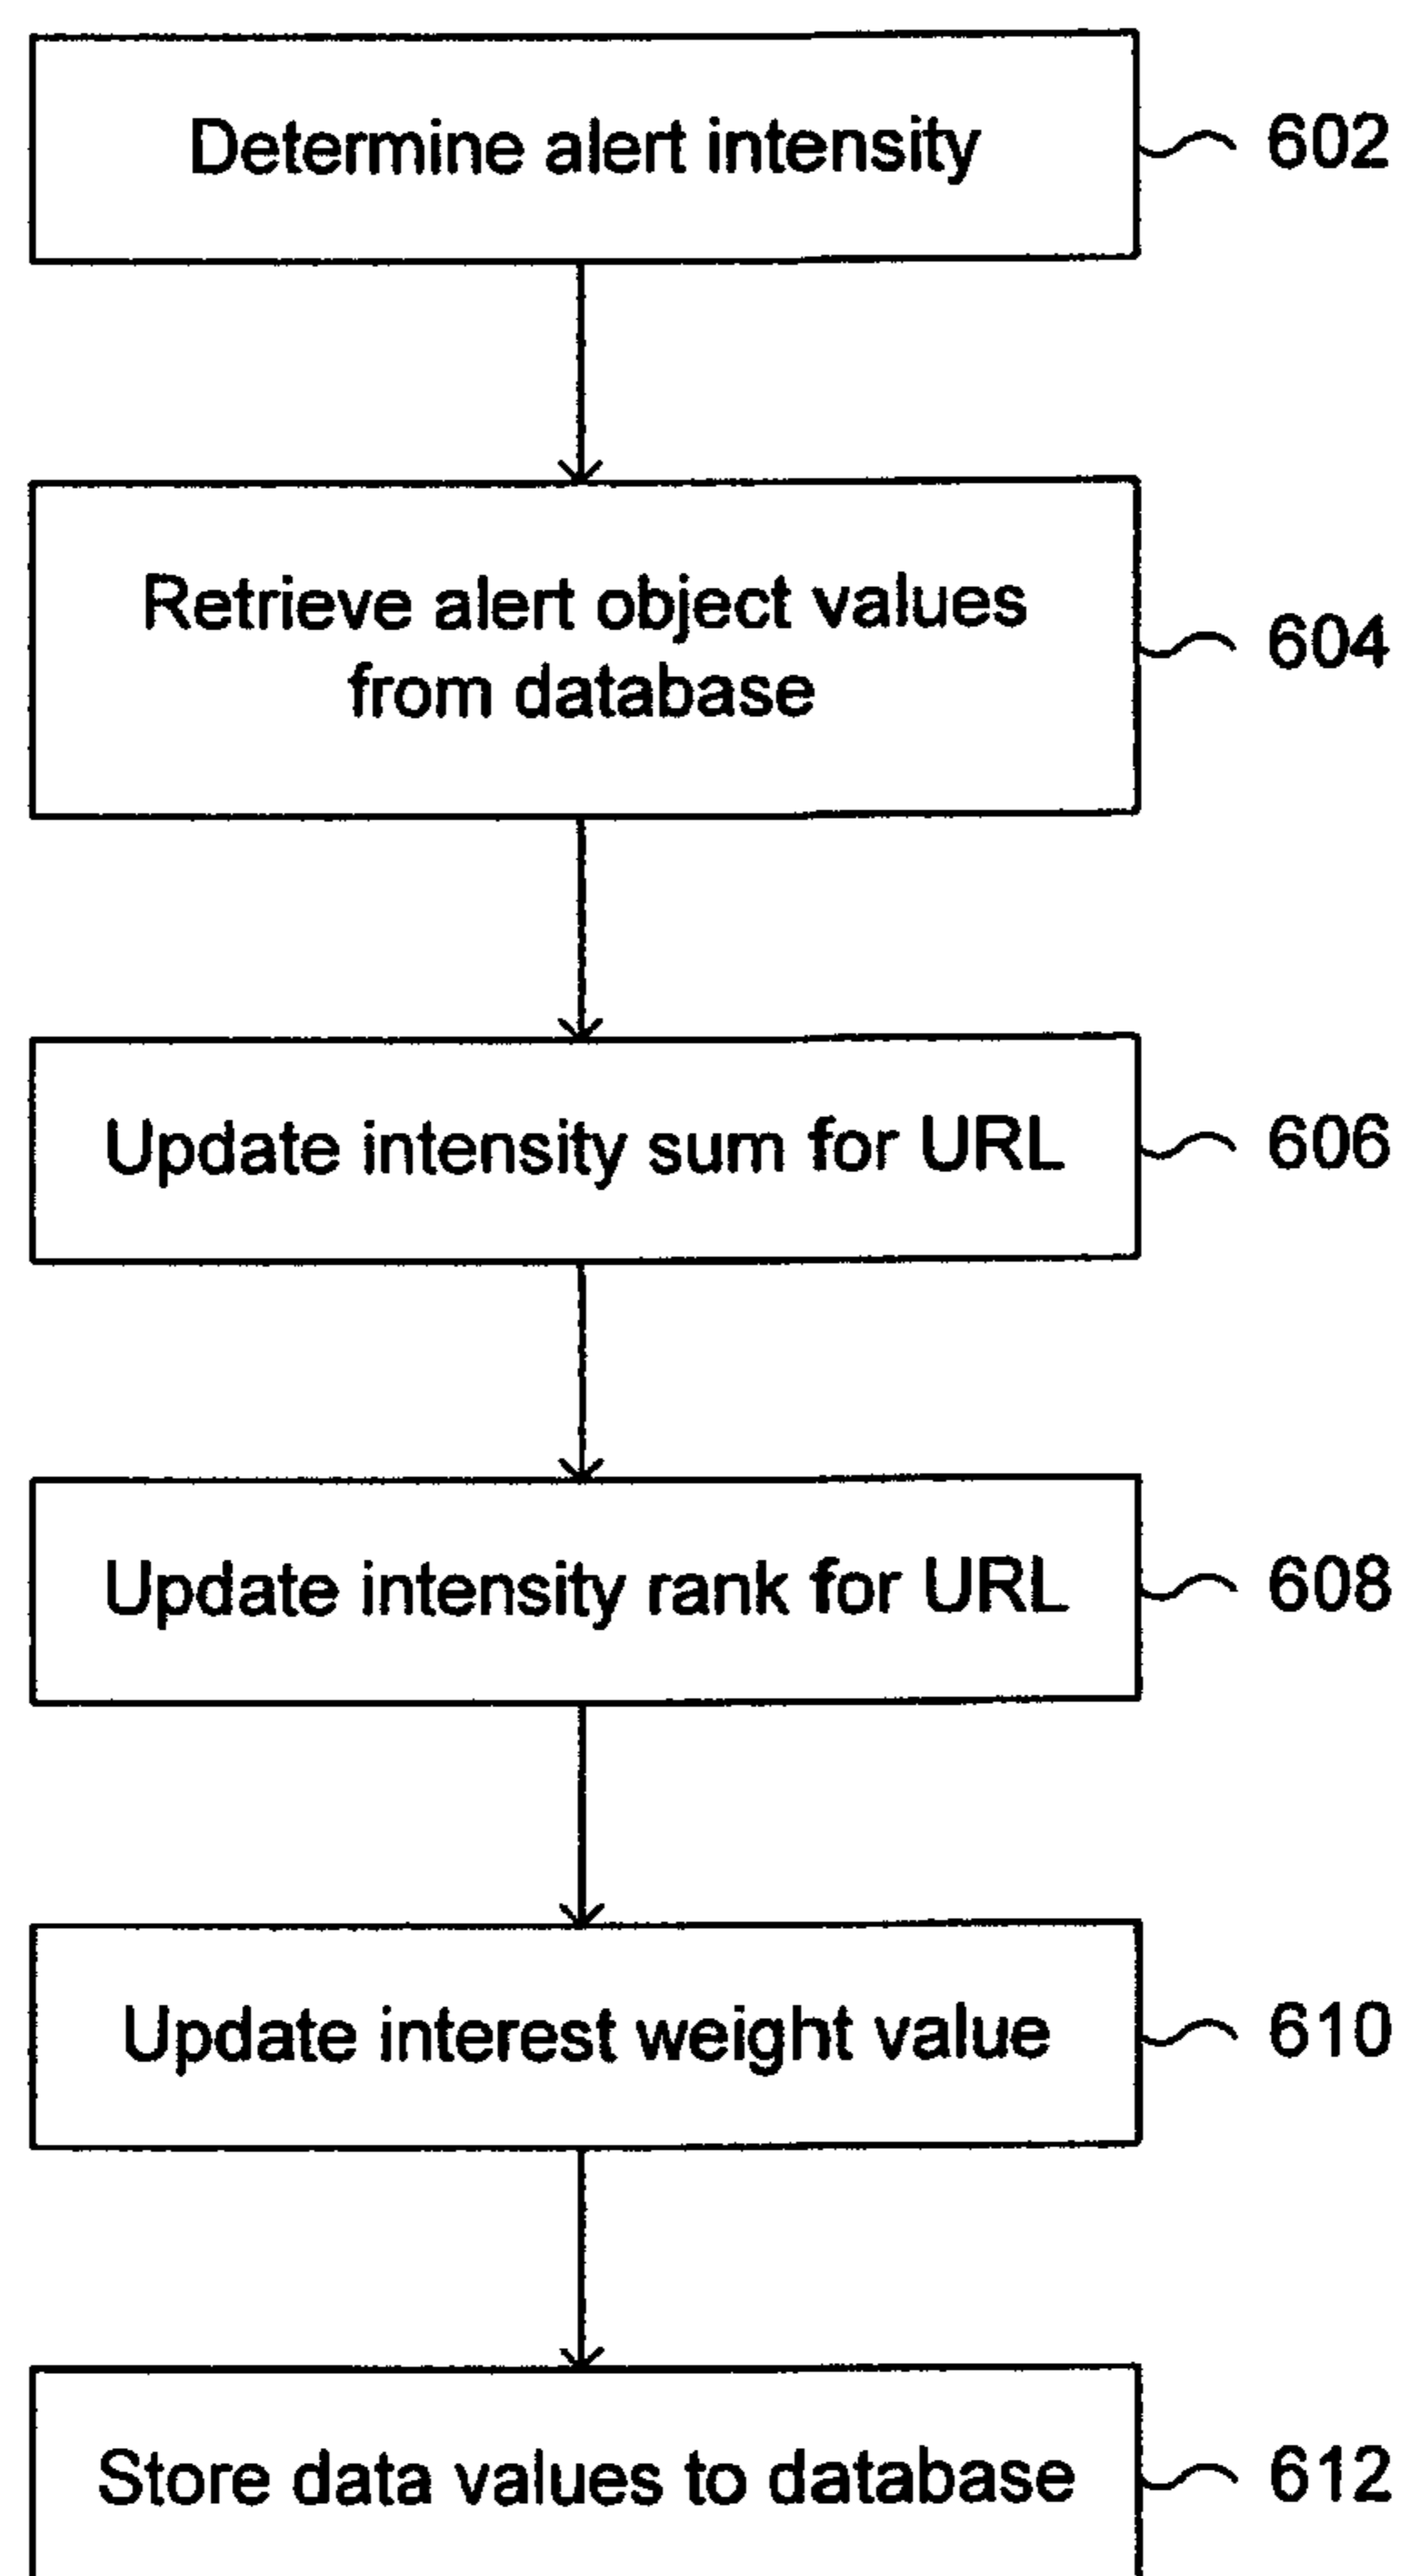 Determine alert intensity
602
Retrieve alert object values
from database
604
Update intensity sum for URL
606
Update intensity rank for URL
608
Update interest weight value
610
Store data values to database
612